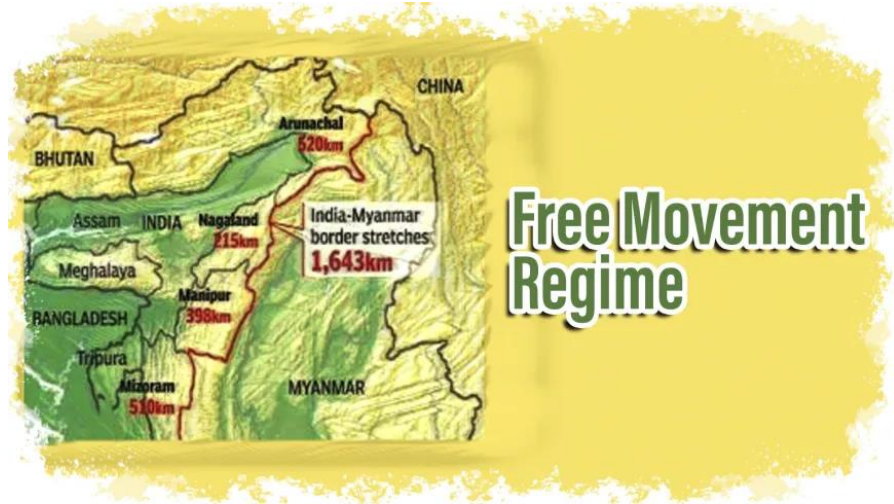 CHINA
Arunachal
520km
BHUTAN
Assam
INDIA
Nagaland
215km
India-Myanmar
border stretches
1,643km
Meghalaya
Manipur
398km
BANGLADESH
Tripura
Mizoram
510km
MYANMAR
Free Movement
Regime